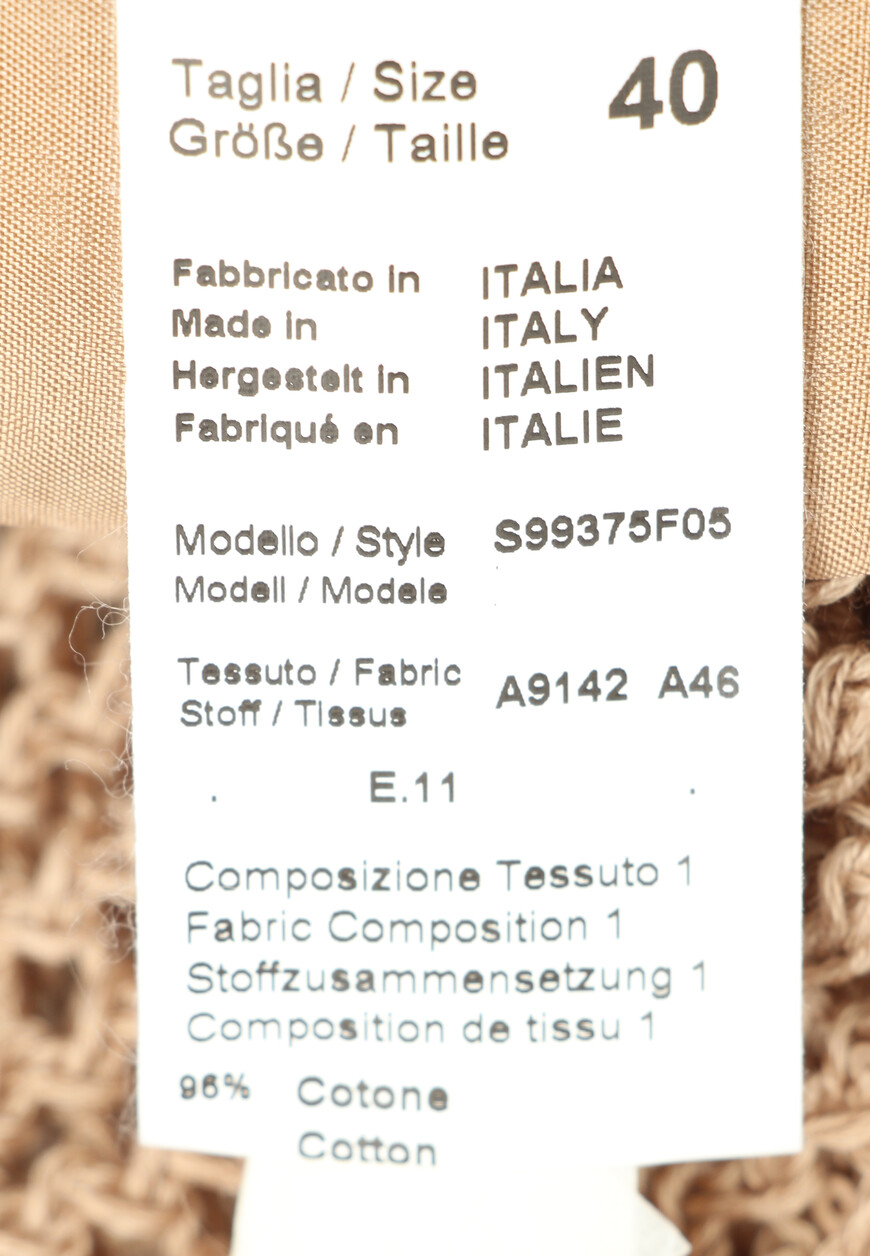 Taglia / Size 40
Größe / Taille
Fabbricato in ITALIA
Made in ITALY
Hergestelt in ITALIEN
Fabriqué en ITALIE
Modello / Style S99375F05
Modell / Modele
Tessuto / Fabric A9142 A46
Stoff / Tissus
. E.11 .
Composizione Tessuto 1
Fabric Composition 1
Stoffzusammensetzung 1
Composition de tissu 1
96% Cotone
Cotton